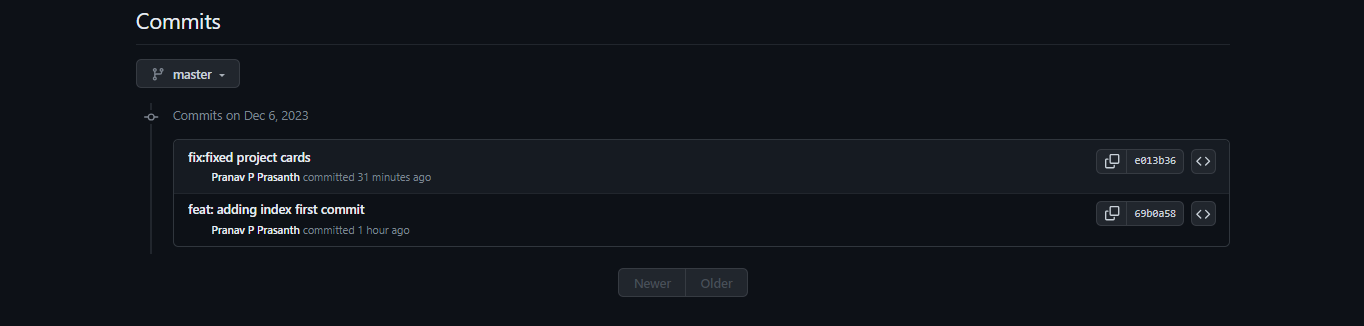 Commits
master
Commits on Dec 6, 2023
fix:fixed project cards
e013b36
Pranav P Prasanth committed 31 minutes ago
feat: adding index first commit
69b0a58
Pranav P Prasanth committed 1 hour ago
Newer Older